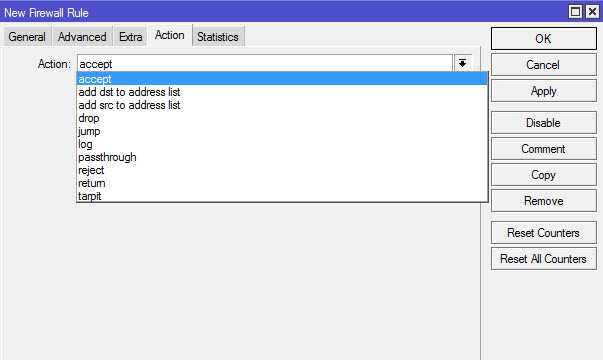 New Firewall Rule
General Advanced Extra Action Statistics
Action: accept
accept
add dst to address list
add src to address list
drop
jump
log
passthrough
reject
return
tarpit
OK
Cancel
Apply
Disable
Comment
Copy
Remove
Reset Counters
Reset All Counters